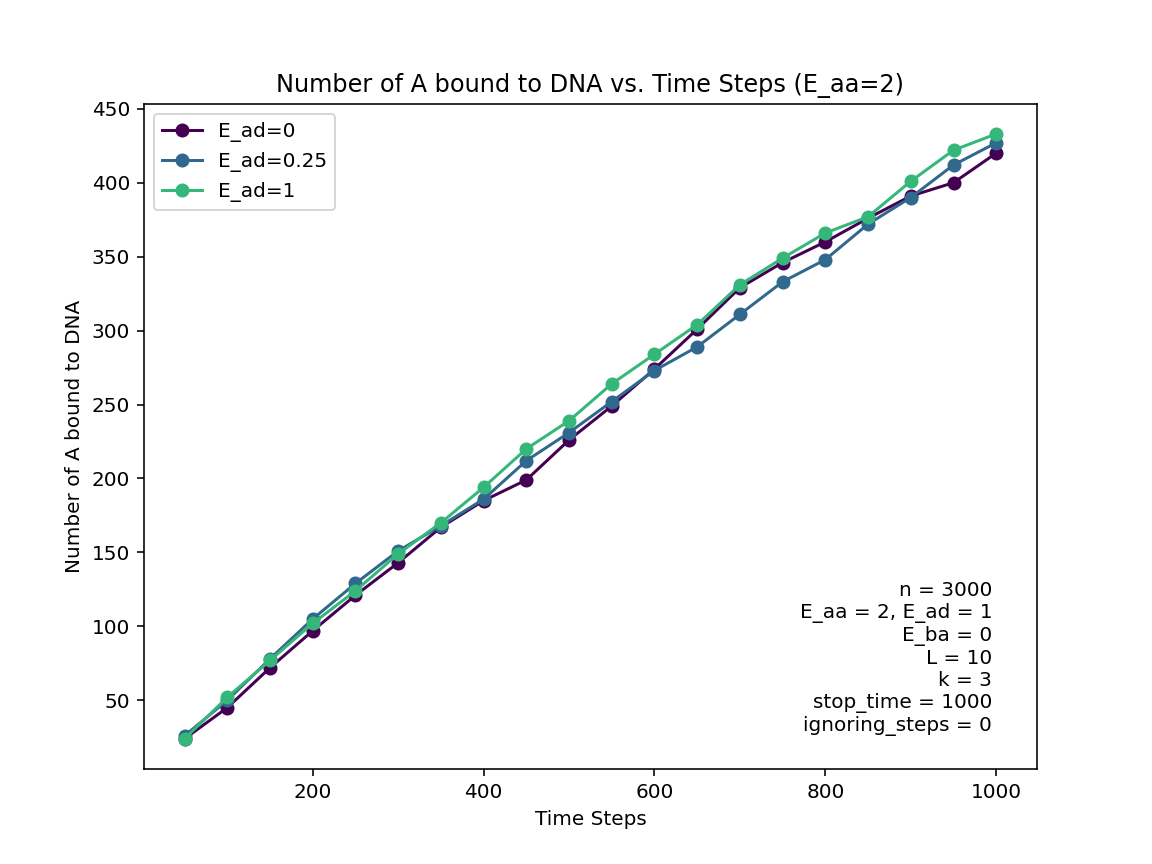 Number of A bound to DNA vs. Time Steps (E_aa=2)
E_ad=0
E_ad=0.25
E_ad=1
Number of A bound to DNA
450
400
350
300
250
200
150
100
50
n = 3000
E_aa = 2, E_ad = 1
E_ba = 0
L = 10
k = 3
stop_time = 1000
ignoring_steps = 0
200 400 600 800 1000
Time Steps